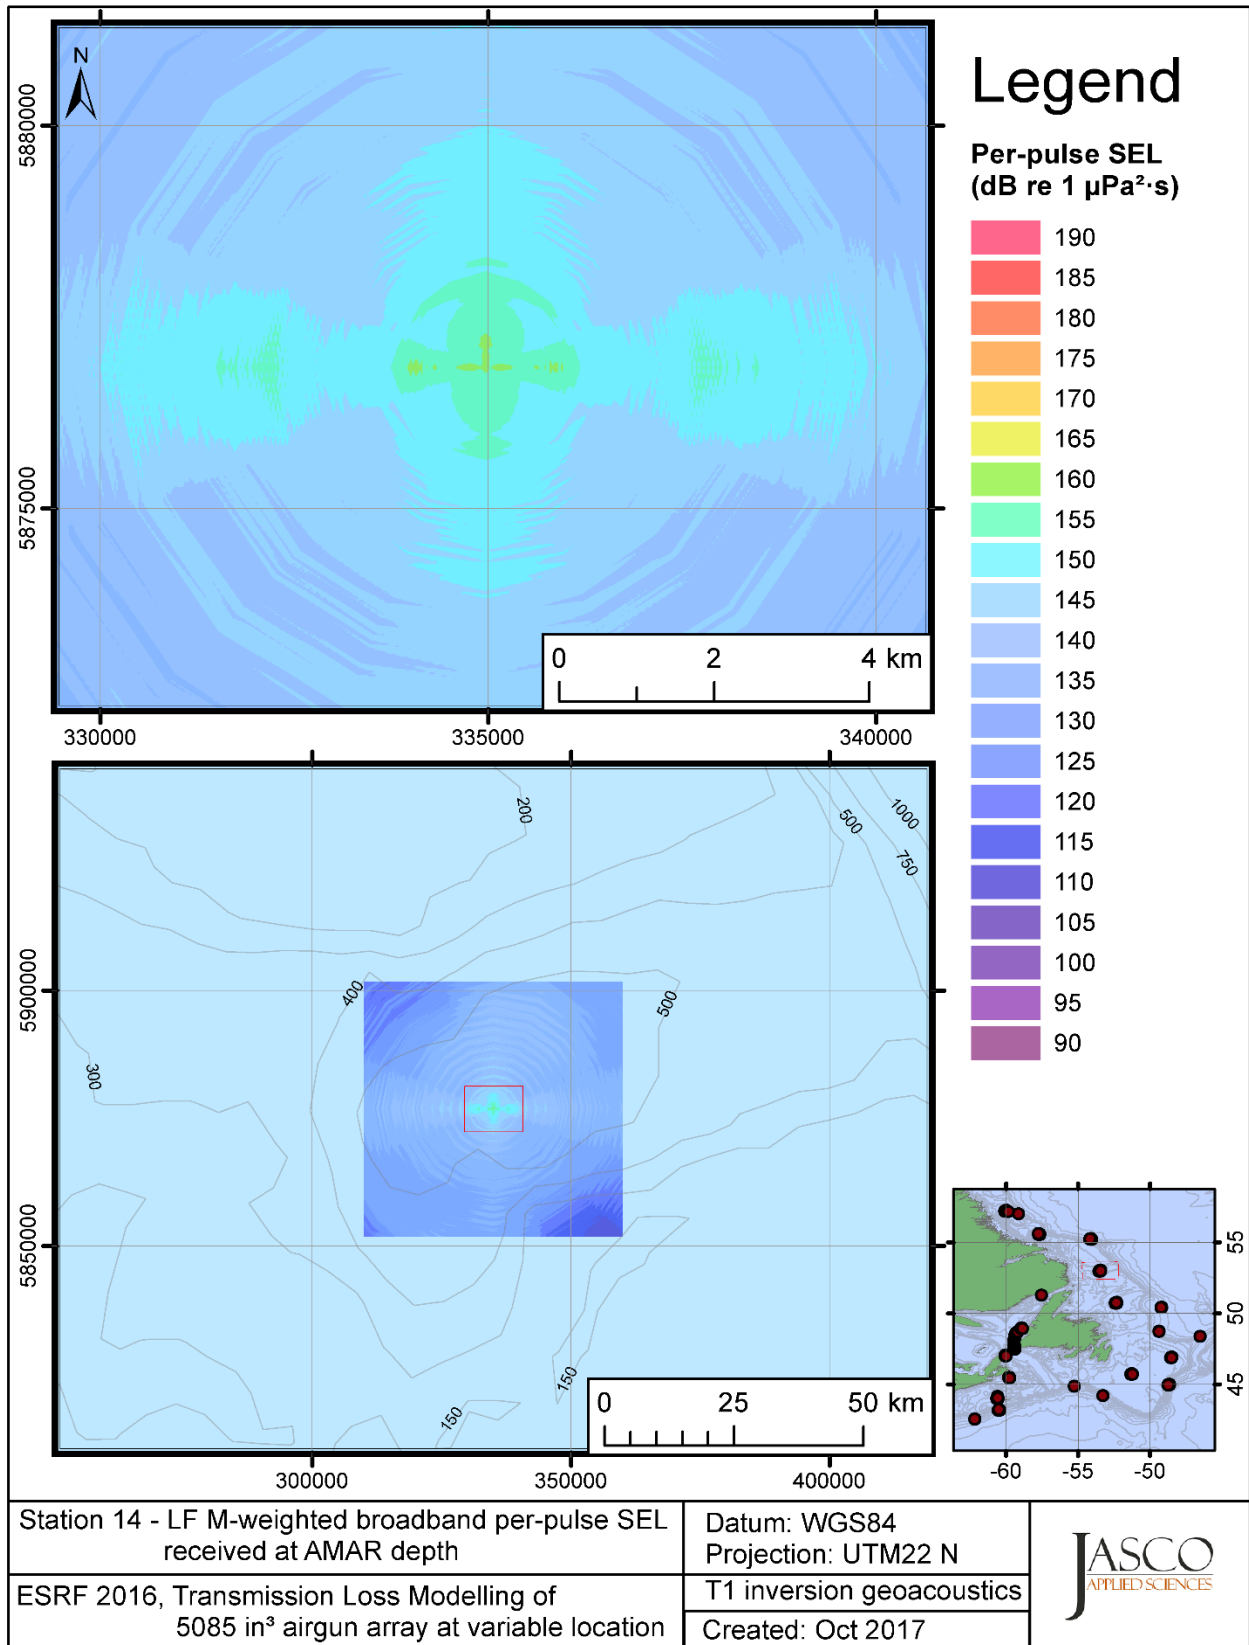 N
5880000
5875000
0 2 4 km
330000 335000 340000
Legend
Per-pulse SEL
(dB re 1 µPa²·s)
190
185
180
175
170
165
160
155
150
145
140
135
130
125
120
115
110
105
100
95
90
200
500
1000
750
400
500
300
150
150
5900000
5850000
0 25 50 km
300000 350000 400000
55
50
45
-60 -55 -50
Station 14 - LF M-weighted broadband per-pulse SEL
received at AMAR depth
ESRF 2016, Transmission Loss Modelling of
5085 in³ airgun array at variable location
Datum: WGS84
Projection: UTM22 N
T1 inversion geoacoustics
Created: Oct 2017
JASCO
APPLIED SCIENCES